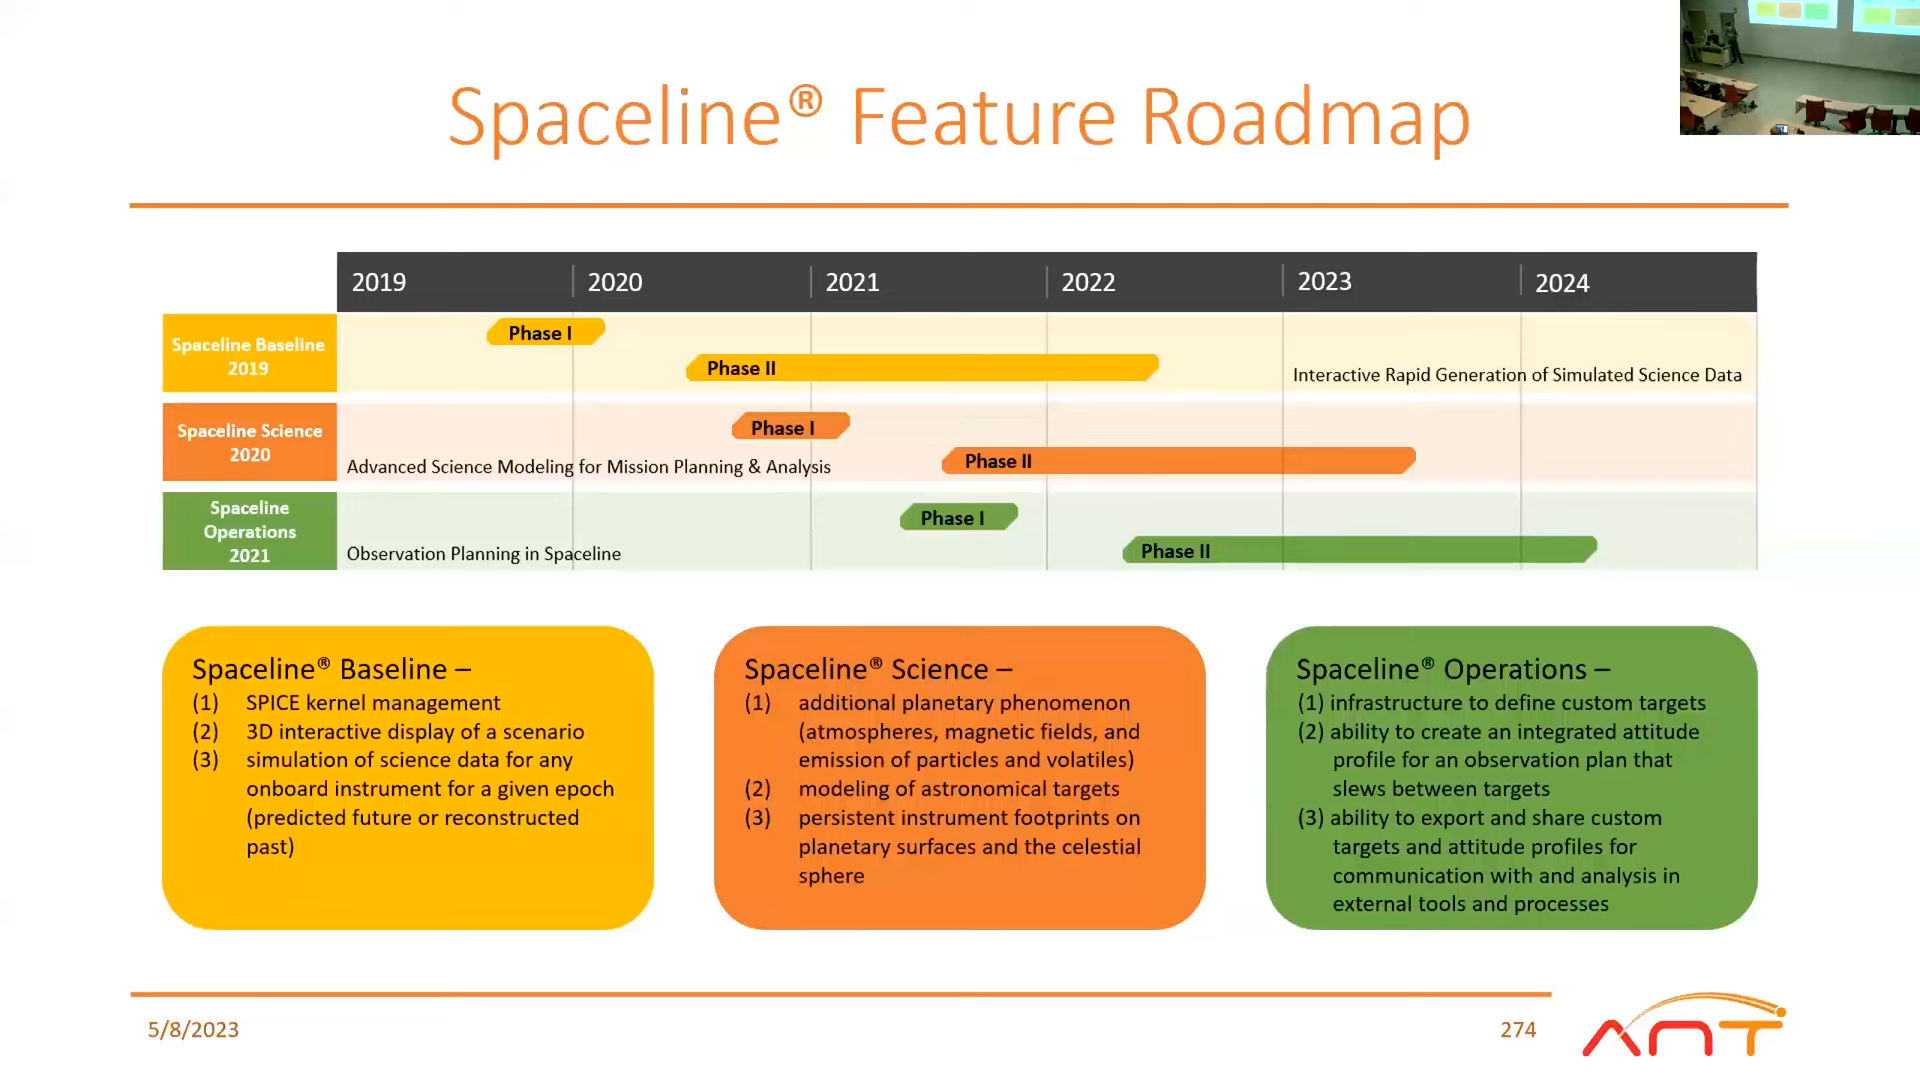 Spaceline® Feature Roadmap
2019
2020
2021
2022
2023
2024
Spaceline Baseline
2019
Phase I
Phase II
Interactive Rapid Generation of Simulated Science Data
Spaceline Science
2020
Phase I
Advanced Science Modeling for Mission Planning & Analysis
Phase II
Spaceline
Operations
2021
Phase I
Observation Planning in Spaceline
Phase II
Spaceline® Baseline –
(1) SPICE kernel management
(2) 3D interactive display of a scenario
(3) simulation of science data for any
onboard instrument for a given epoch
(predicted future or reconstructed
past)
Spaceline® Science –
(1) additional planetary phenomenon
(atmospheres, magnetic fields, and
emission of particles and volatiles)
(2) modeling of astronomical targets
(3) persistent instrument footprints on
planetary surfaces and the celestial
sphere
Spaceline® Operations –
(1) infrastructure to define custom targets
(2) ability to create an integrated attitude
profile for an observation plan that
slews between targets
(3) ability to export and share custom
targets and attitude profiles for
communication with and analysis in
external tools and processes
5/8/2023
274
ANT